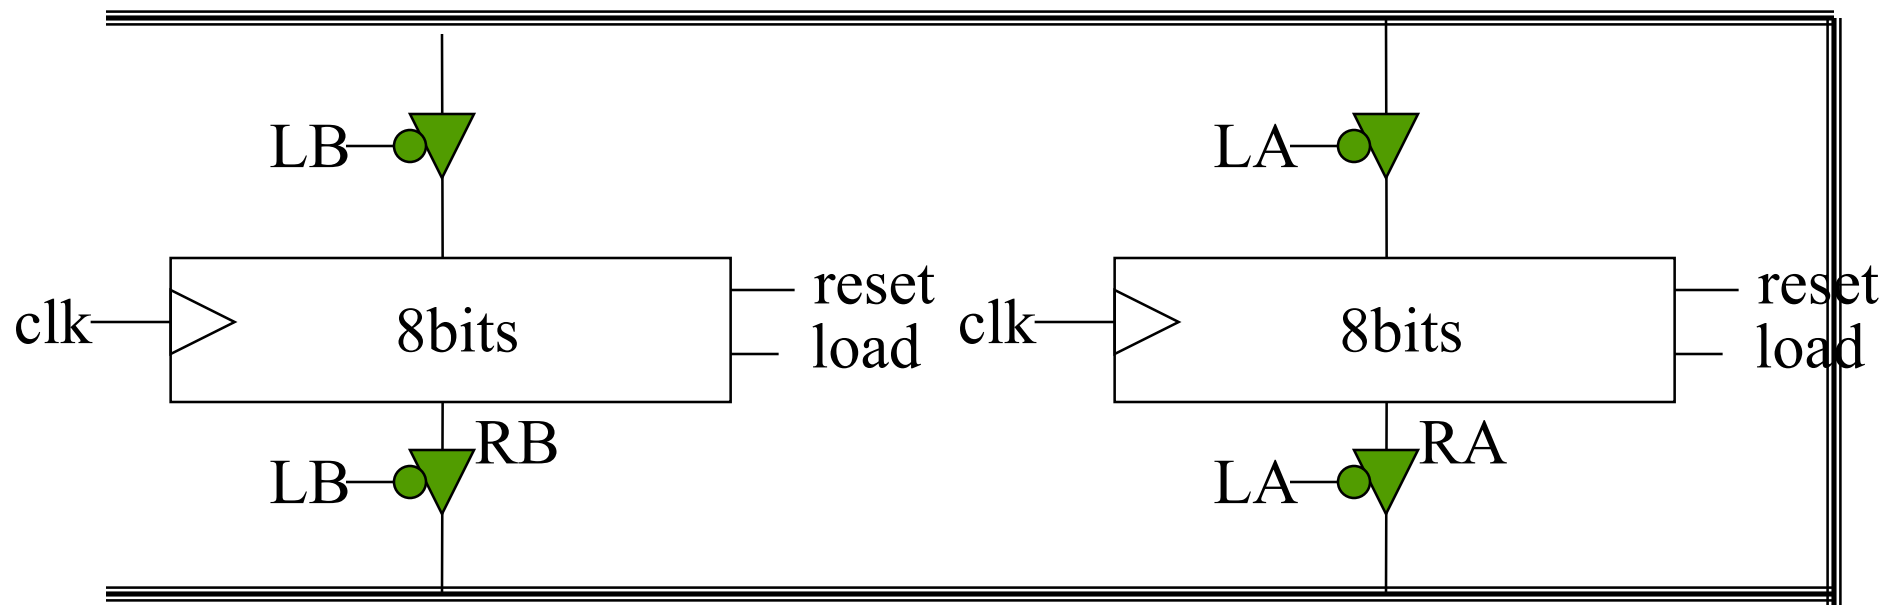 LB
LA
clk
8bits
reset
load
clk
8bits
reset
load
RB
LB
RA
LA